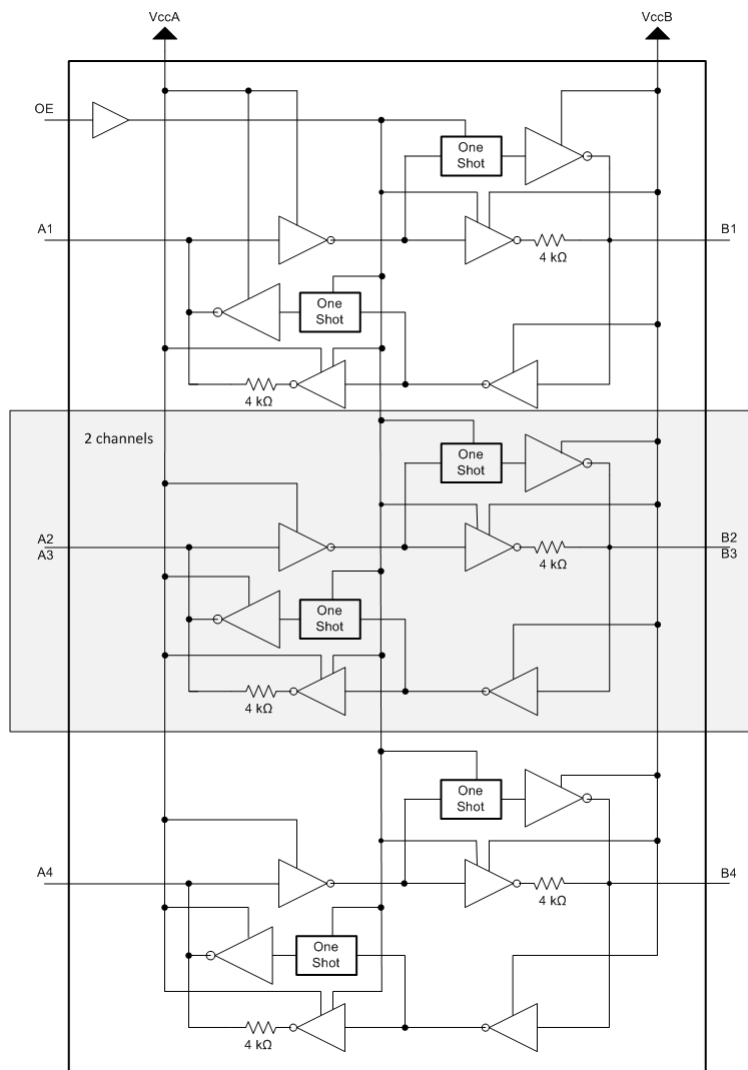 VccA
VccB
OE
One
Shot
A1
B1
4 kΩ
One
Shot
4 kΩ
2 channels
One
Shot
A2
A3
B2
B3
4 kΩ
One
Shot
4 kΩ
One
Shot
A4
B4
4 kΩ
One
Shot
4 kΩ